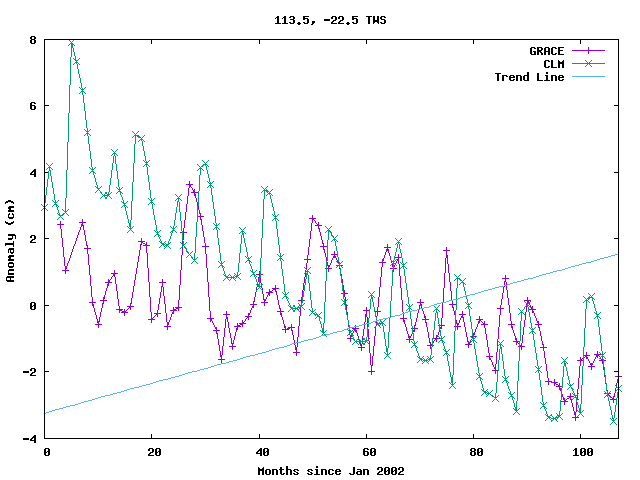 113.5, -22.5 TWS
GRACE
CLM
Trend Line
Anomaly (cm)
8
6
4
2
0
-2
-4
0 20 40 60 80 100
Months since Jan 2002